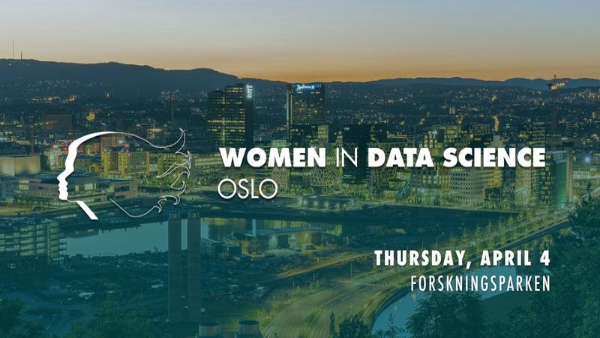 WOMEN IN DATA SCIENCE
OSLO
THURSDAY, APRIL 4
FORSKNINGSPARKEN